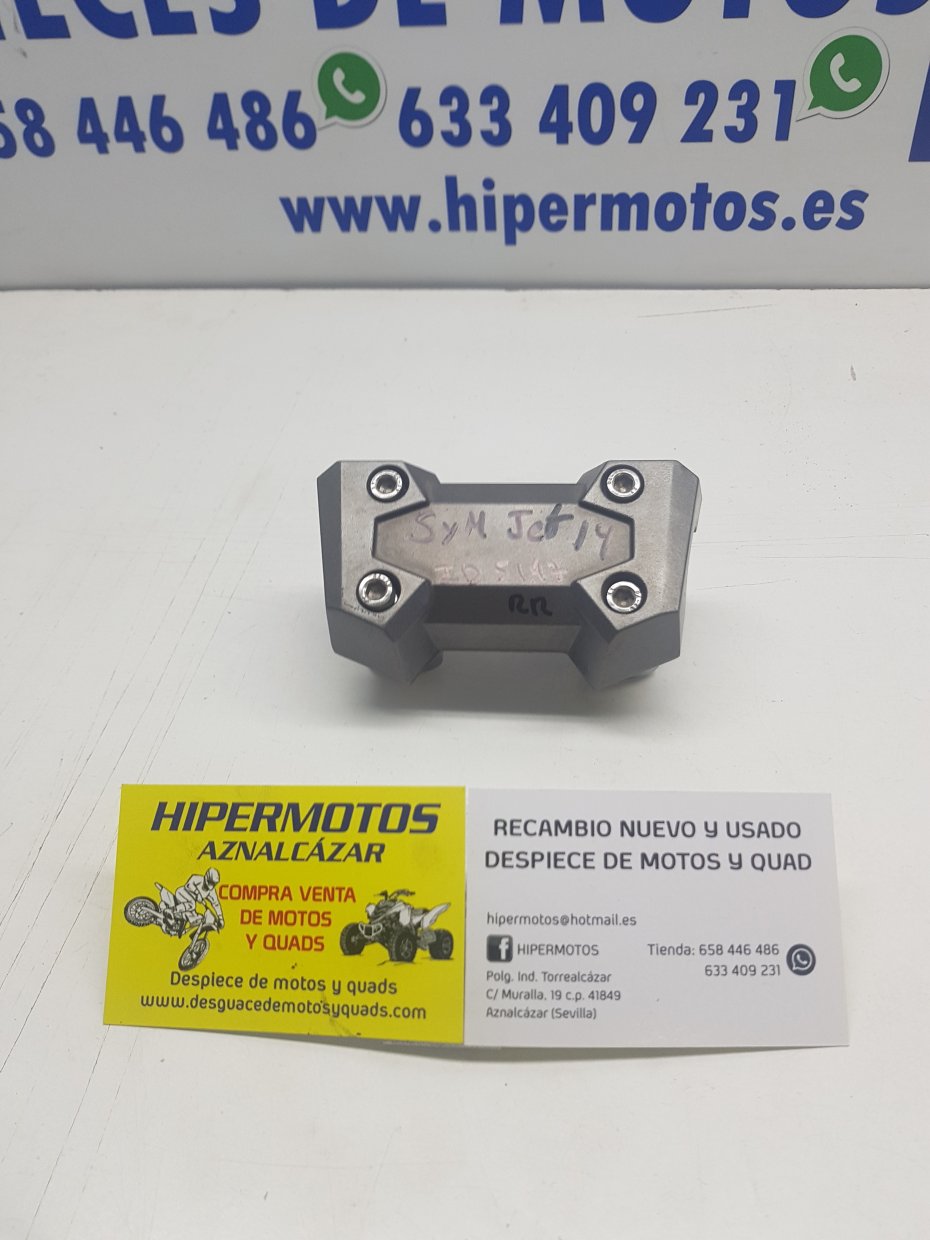 DE MOTOS
446 486 633 409 231
www.hipermotos.es
SYM Jet 14
RR
HIPERMOTOS
AZNALCÁZAR
COMPRA VENTA
DE MOTOS
Y QUADS
Despiece de motos y quads
www.desguacedemotosyquads.com
RECAMBIO NUEVO Y USADO
DESPIECE DE MOTOS Y QUAD
hipermotos@hotmail.es
f HIPERMOTOS
Tienda: 658 446 486
633 409 231
Polg. Ind. Torrealcázar
C/ Muralla, 19 c.p. 41849
Aznalcázar (Sevilla)